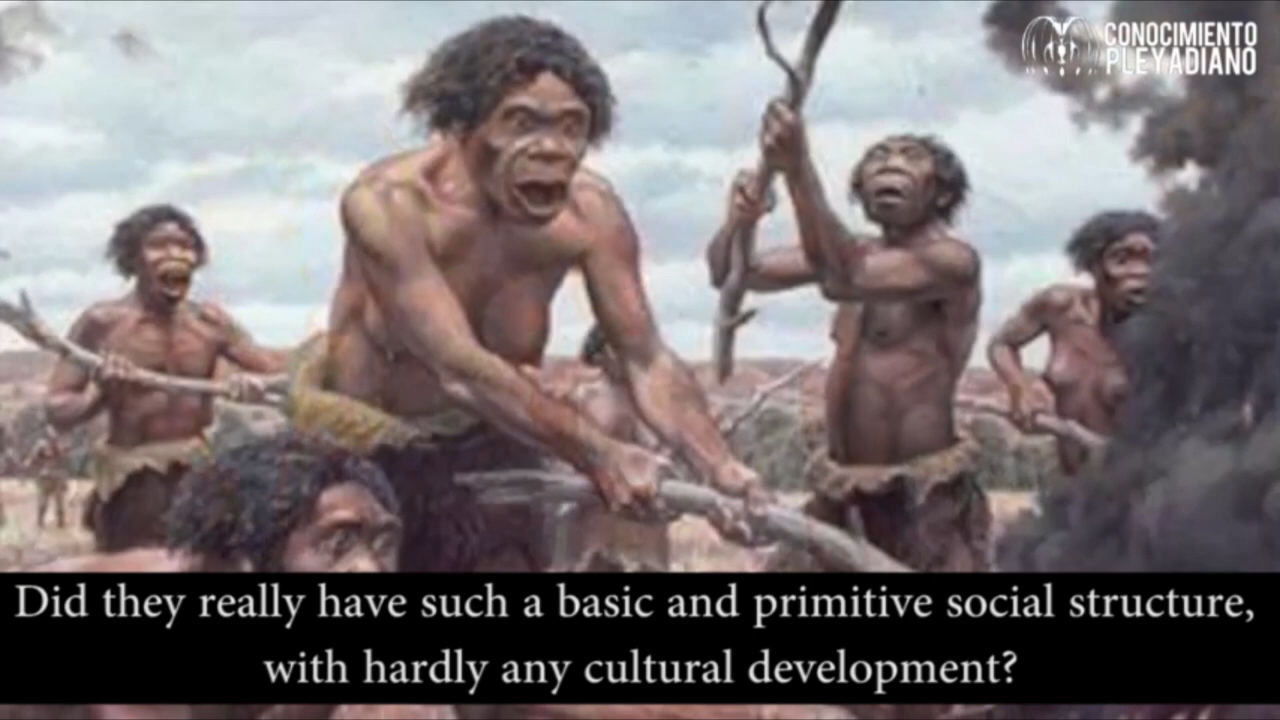 CONOCIMIENTO
PLEYADIANO
Did they really have such a basic and primitive social structure,
with hardly any cultural development?